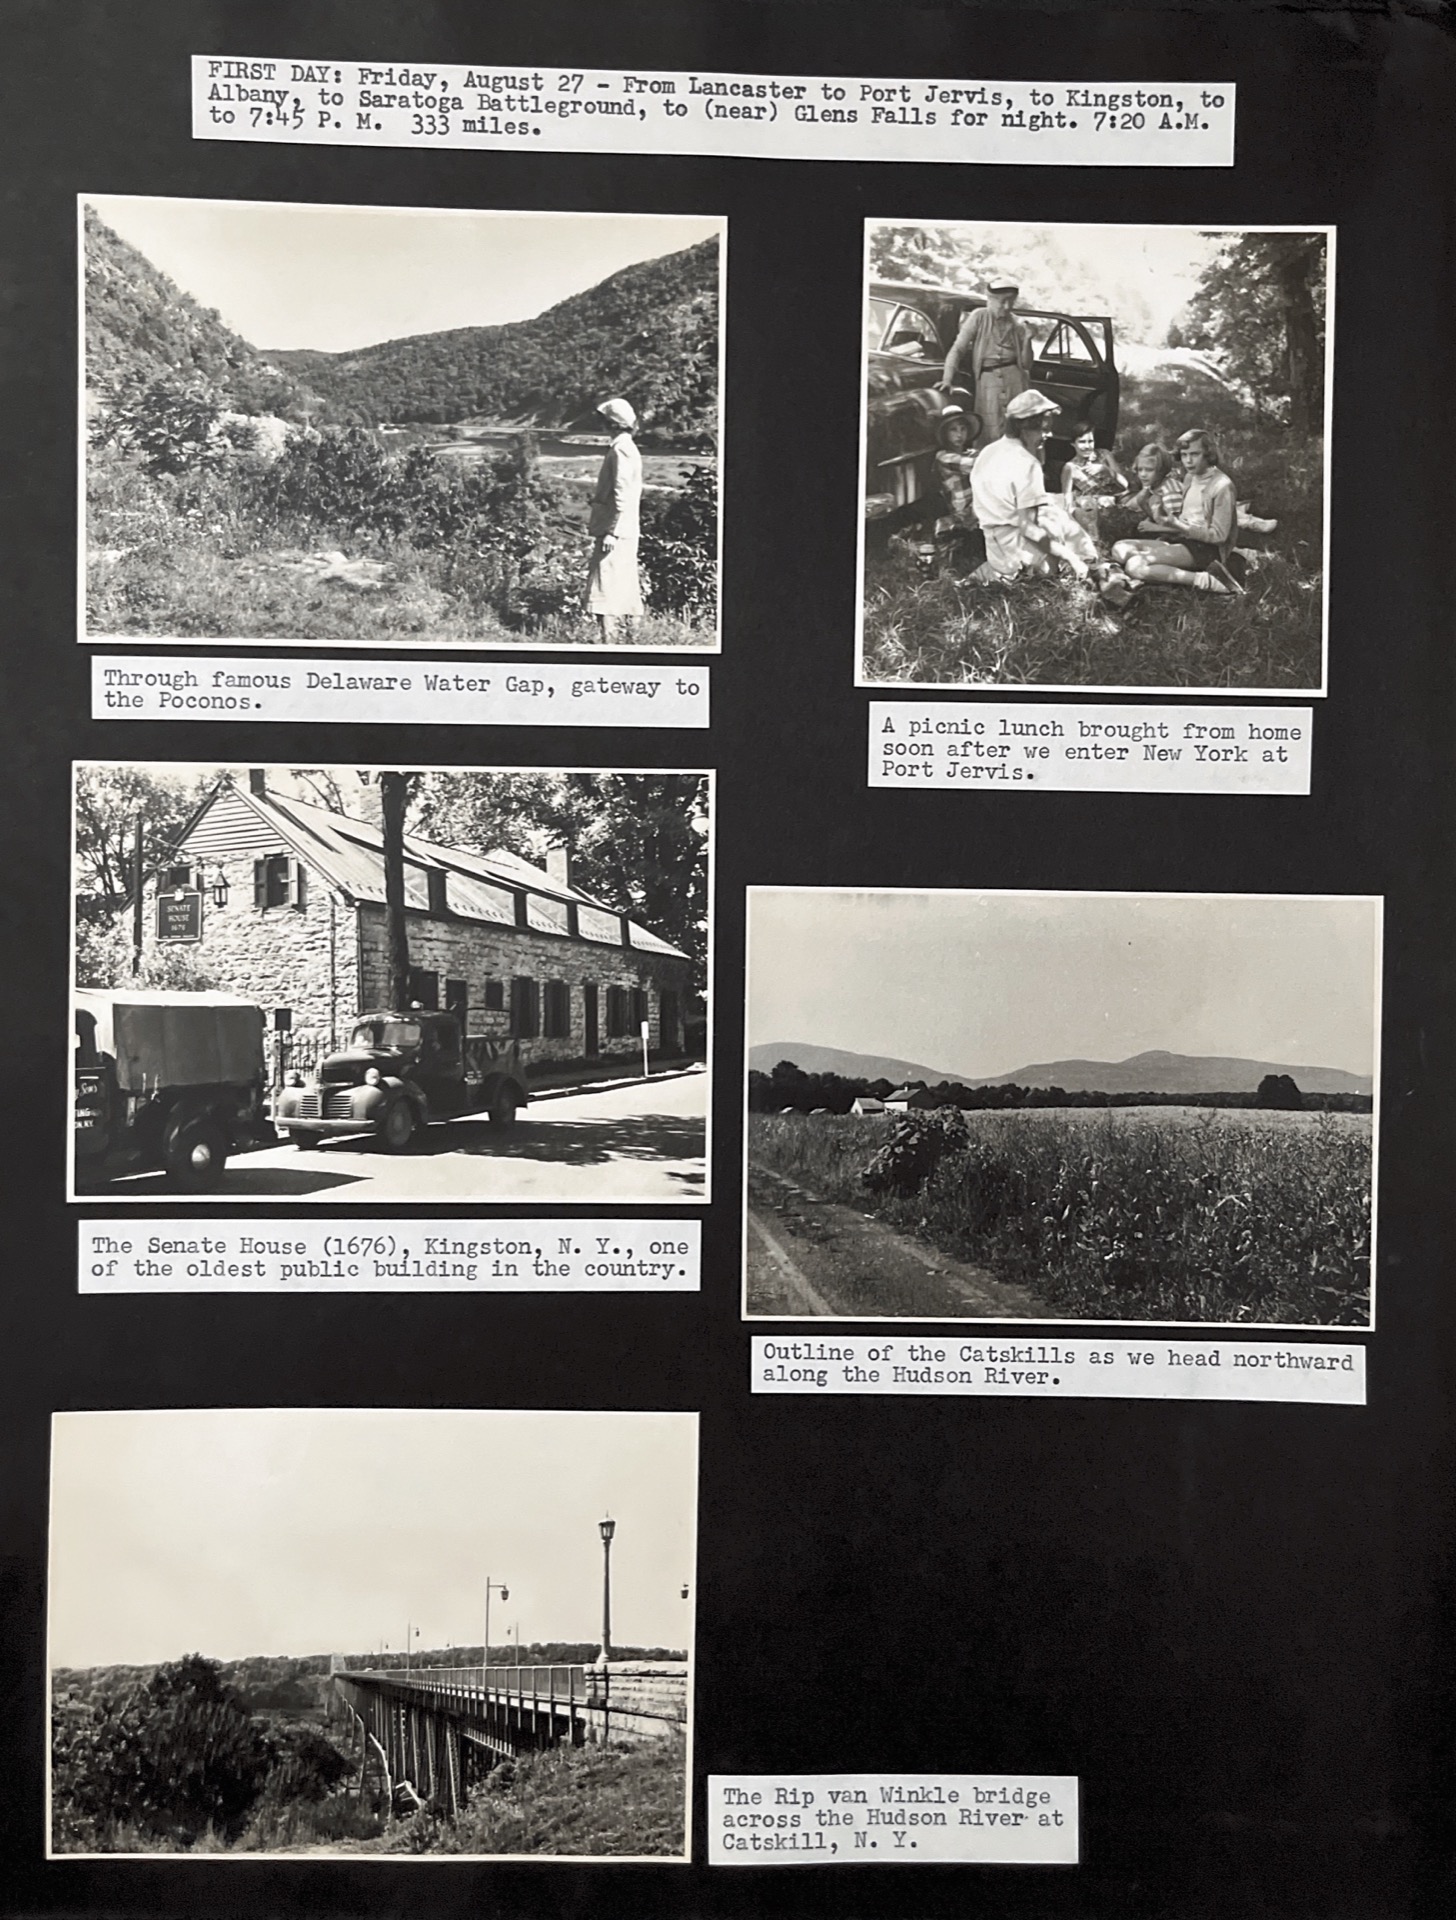 FIRST DAY: Friday, August 27 - From Lancaster to Port Jervis, to Kingston, to
Albany, to Saratoga Battleground, to (near) Glens Falls for night. 7:20 A.M.
to 7:45 P. M. 333 miles.
Through famous Delaware Water Gap, gateway to
the Poconos.
A picnic lunch brought from home
soon after we enter New York at
Port Jervis.
SENATE
HOUSE
1676
The Senate House (1676), Kingston, N. Y., one
of the oldest public building in the country.
Outline of the Catskills as we head northward
along the Hudson River.
The Rip van Winkle bridge
across the Hudson River at
Catskill, N. Y.